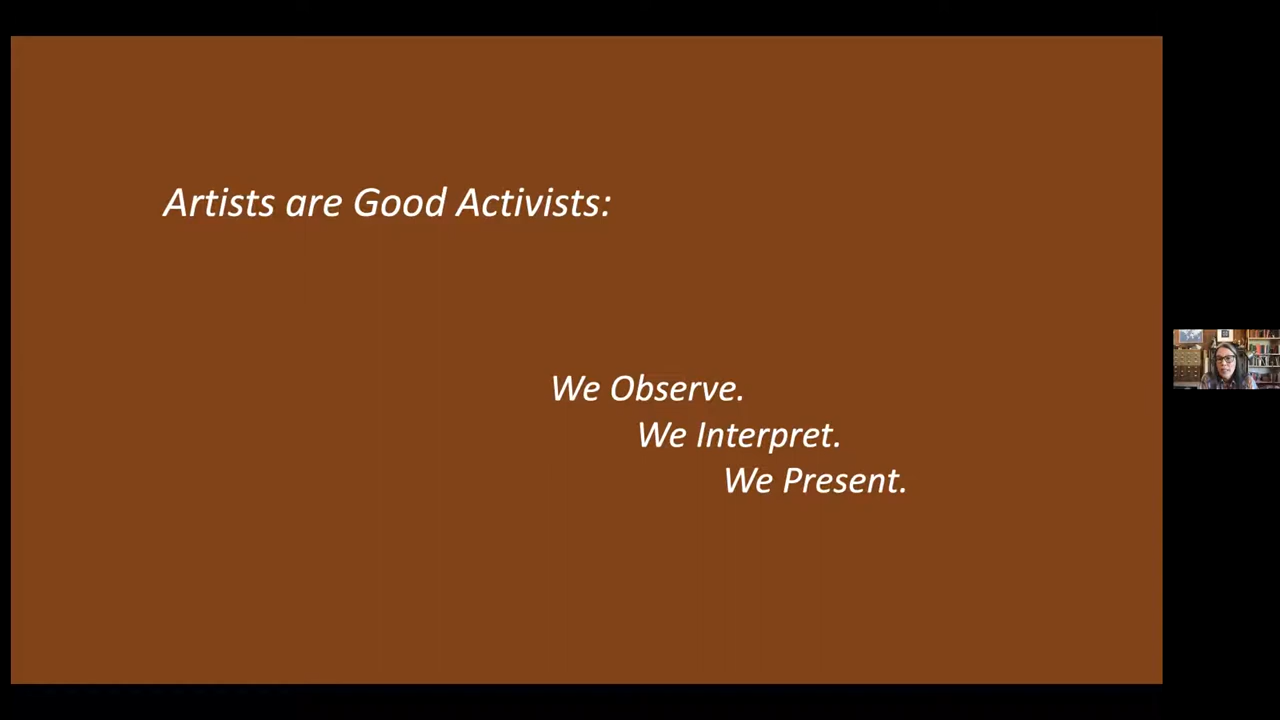 Artists are Good Activists:
We Observe.
We Interpret.
We Present.